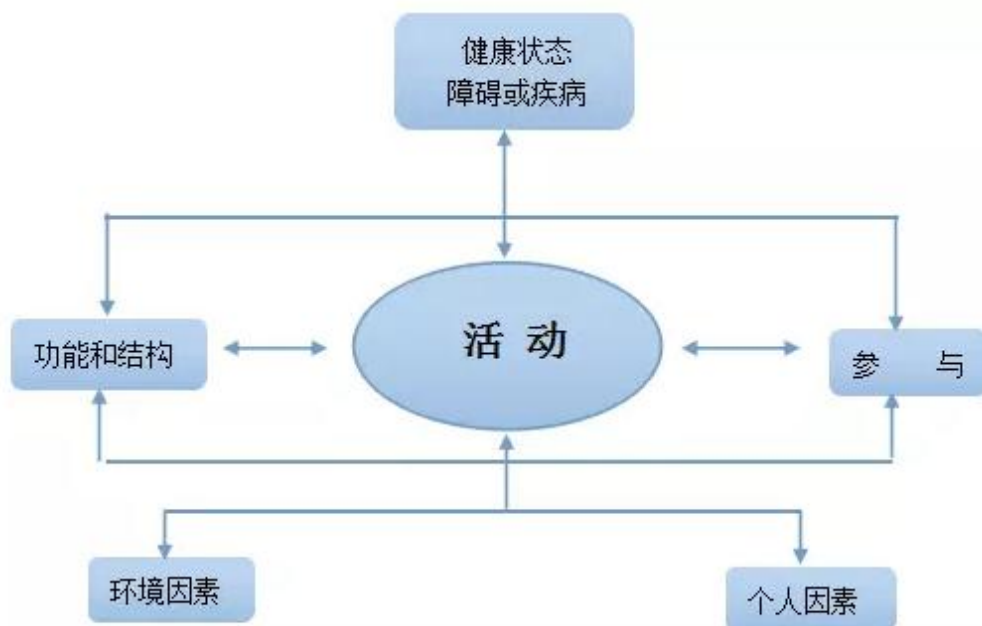 健康状态
障碍或疾病
功能和结构
活 动
参 与
环境因素
个人因素